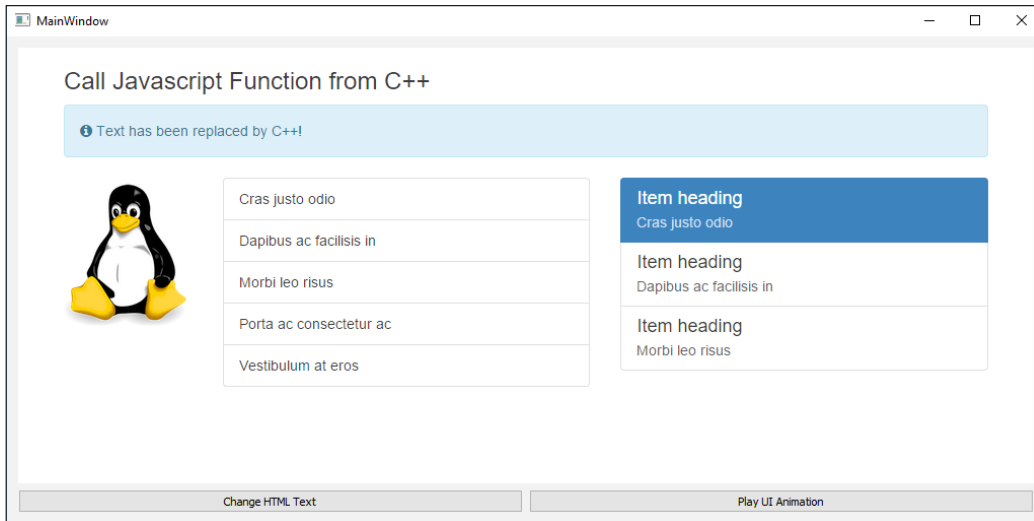 MainWindow
Call Javascript Function from C++
Text has been replaced by C++!
Cras justo odio
Dapibus ac facilisis in
Morbi leo risus
Porta ac consectetur ac
Vestibulum at eros
Item heading
Cras justo odio
Item heading
Dapibus ac facilisis in
Item heading
Morbi leo risus
Change HTML Text
Play UI Animation